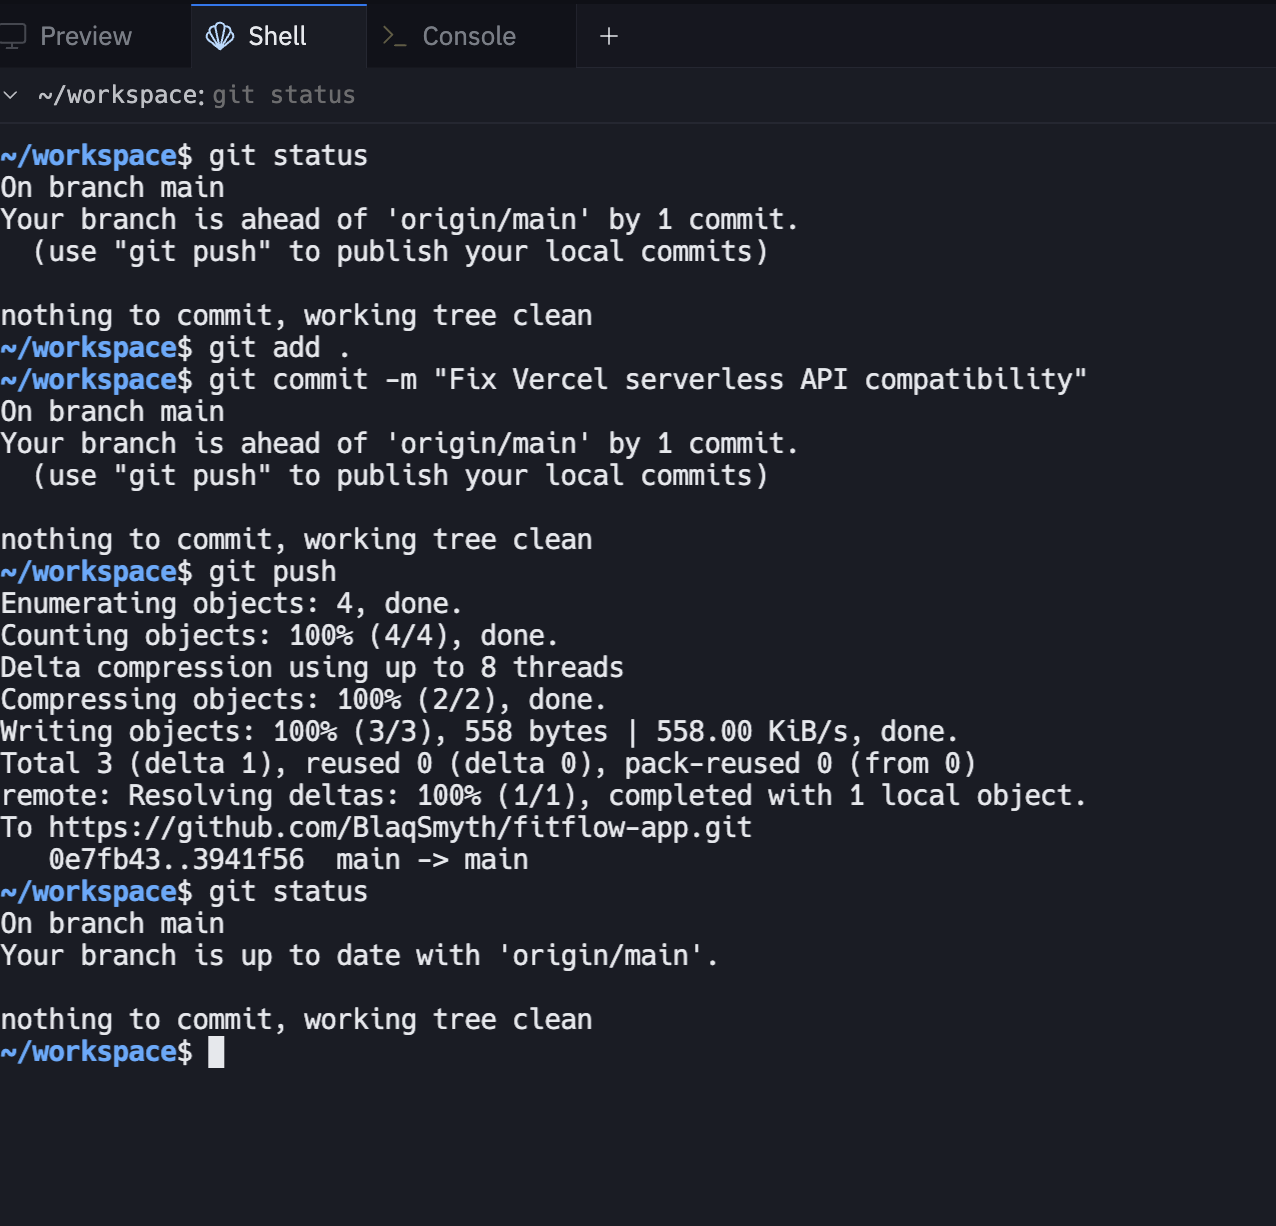 Preview
Shell
Console
~/workspace: git status
~/workspace$ git status
On branch main
Your branch is ahead of 'origin/main' by 1 commit.
  (use "git push" to publish your local commits)

nothing to commit, working tree clean
~/workspace$ git add .
~/workspace$ git commit -m "Fix Vercel serverless API compatibility"
On branch main
Your branch is ahead of 'origin/main' by 1 commit.
  (use "git push" to publish your local commits)

nothing to commit, working tree clean
~/workspace$ git push
Enumerating objects: 4, done.
Counting objects: 100% (4/4), done.
Delta compression using up to 8 threads
Compressing objects: 100% (2/2), done.
Writing objects: 100% (3/3), 558 bytes | 558.00 KiB/s, done.
Total 3 (delta 1), reused 0 (delta 0), pack-reused 0 (from 0)
remote: Resolving deltas: 100% (1/1), completed with 1 local object.
To https://github.com/BlaqSmyth/fitflow-app.git
   0e7fb43..3941f56  main -> main
~/workspace$ git status
On branch main
Your branch is up to date with 'origin/main'.

nothing to commit, working tree clean
~/workspace$